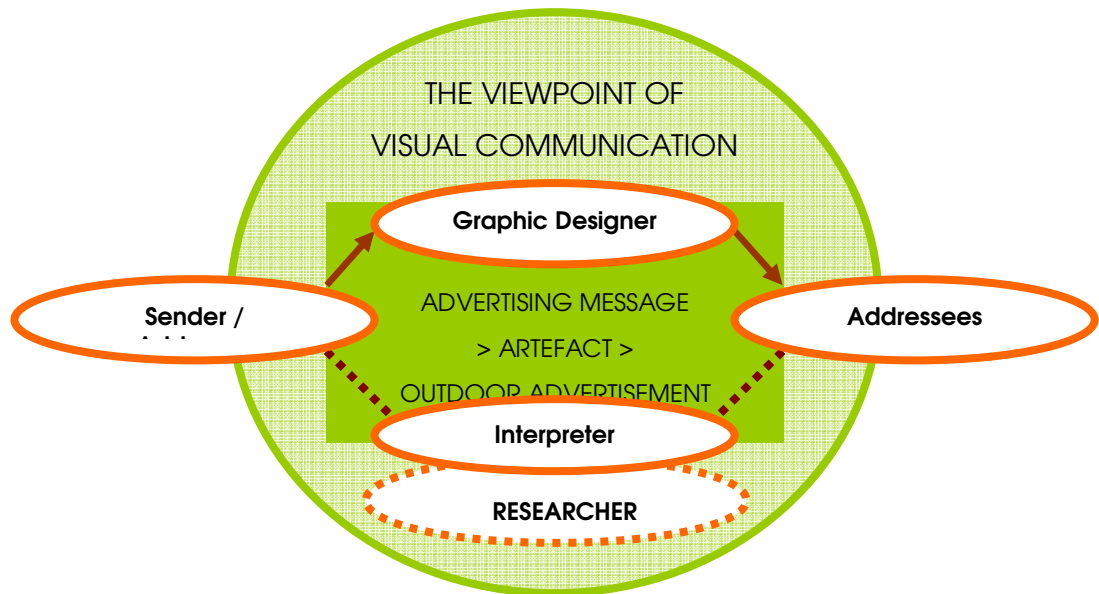 THE VIEWPOINT OF
VISUAL COMMUNICATION
Graphic Designer
Sender /
ADVERTISING MESSAGE
> ARTEFACT >
OUTDOOR ADVERTISEMENT
Addressees
Interpreter
RESEARCHER